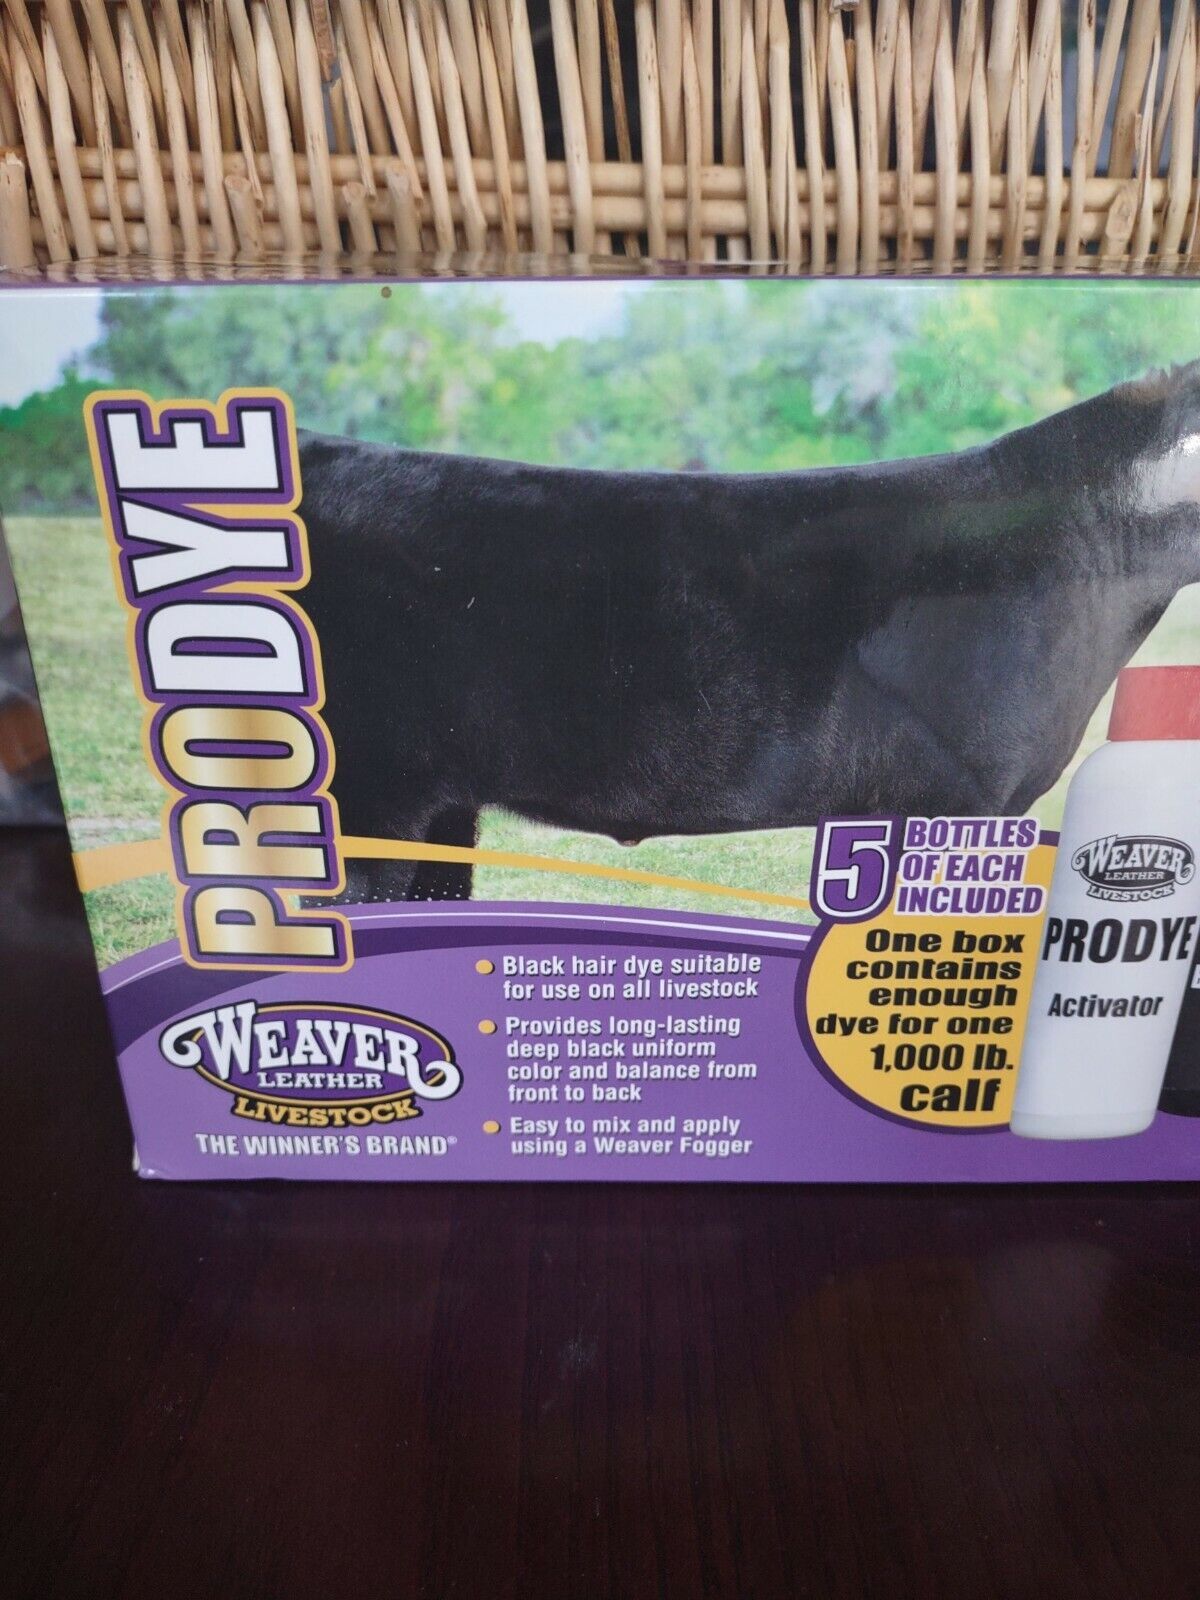 PRODYE
WEAVER
LEATHER
LIVESTOCK
THE WINNER'S BRAND®
Black hair dye suitable
for use on all livestock
Provides long-lasting
deep black uniform
color and balance from
front to back
Easy to mix and apply
using a Weaver Fogger
5 BOTTLES
OF EACH
INCLUDED
One box
contains
enough
dye for one
1,000 lb.
calf
WEAVER
LEATHER
LIVESTOCK
PRODYE
Activator